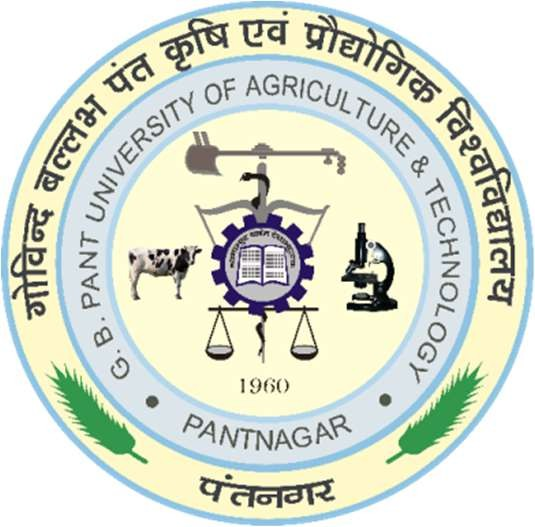 गोविन्द बल्लभ पंत कृषि एवं प्रौद्योगिक विश्वविद्यालय
G. B. PANT UNIVERSITY OF AGRICULTURE & TECHNOLOGY
1960
PANTNAGAR
पंतनगर